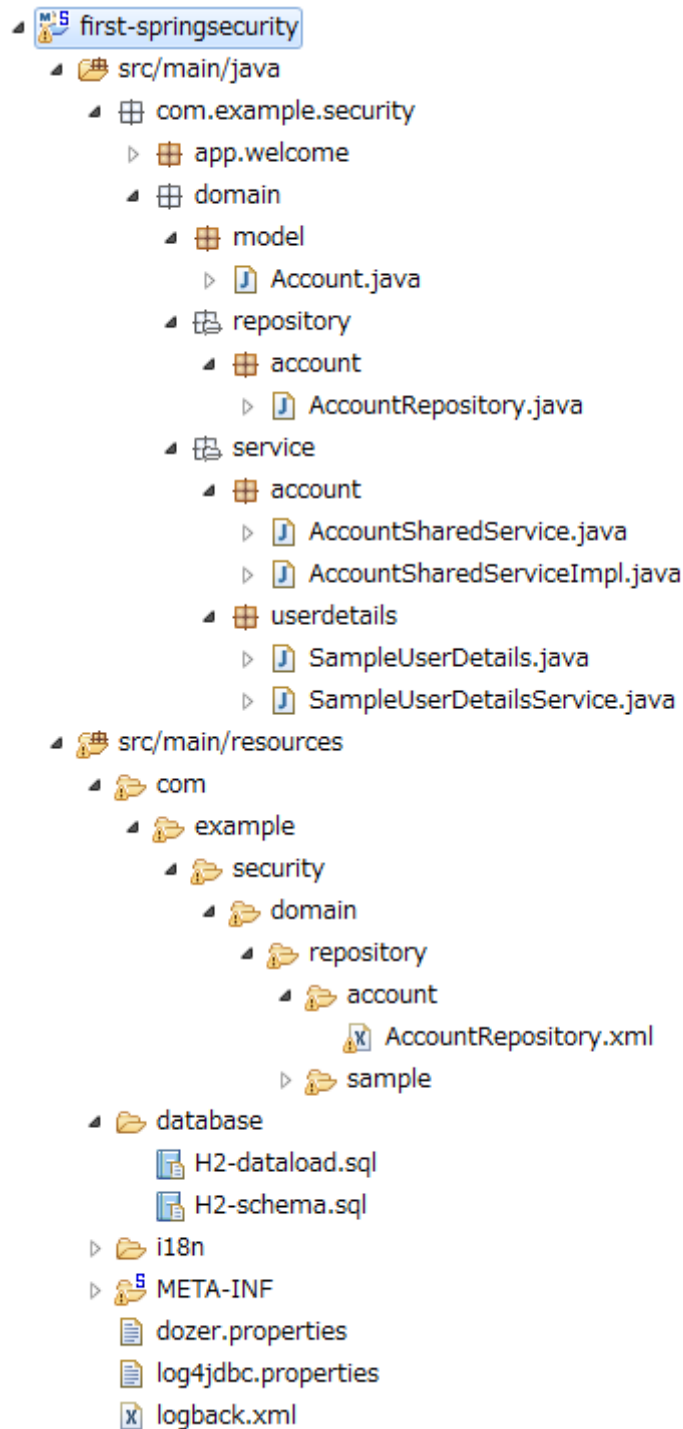 first-springsecurity
src/main/java
com.example.security
app.welcome
domain
model
Account.java
repository
account
AccountRepository.java
service
account
AccountSharedService.java
AccountSharedServiceImpl.java
userdetails
SampleUserDetails.java
SampleUserDetailsService.java
src/main/resources
com
example
security
domain
repository
account
AccountRepository.xml
sample
database
H2-dataload.sql
H2-schema.sql
i18n
META-INF
dozer.properties
log4jdbc.properties
logback.xml